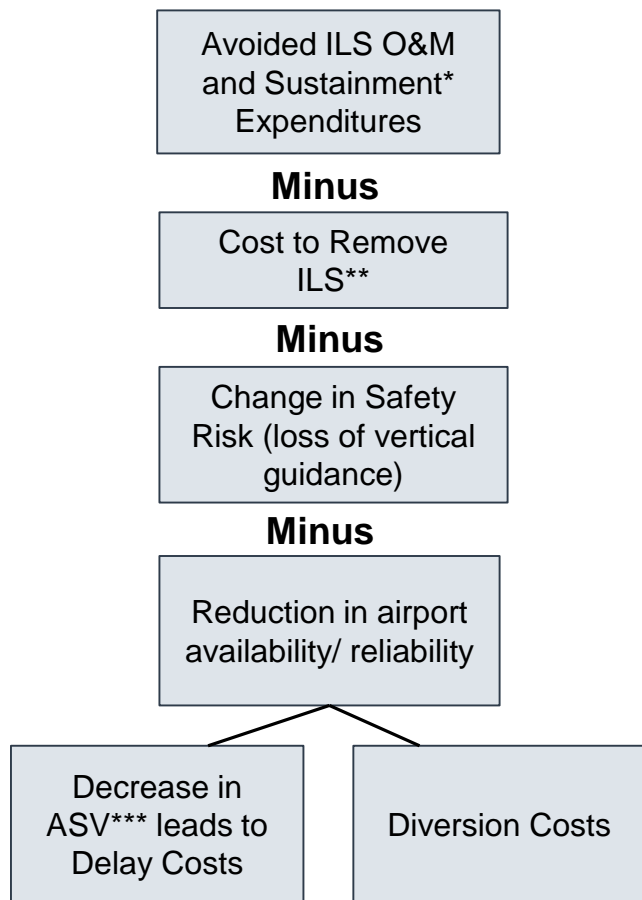 Avoided ILS O&M
and Sustainment*
Expenditures
Minus
Cost to Remove
ILS**
Minus
Change in Safety
Risk (loss of vertical
guidance)
Minus
Reduction in airport
availability/ reliability
Decrease in
ASV*** leads to
Delay Costs
Diversion Costs